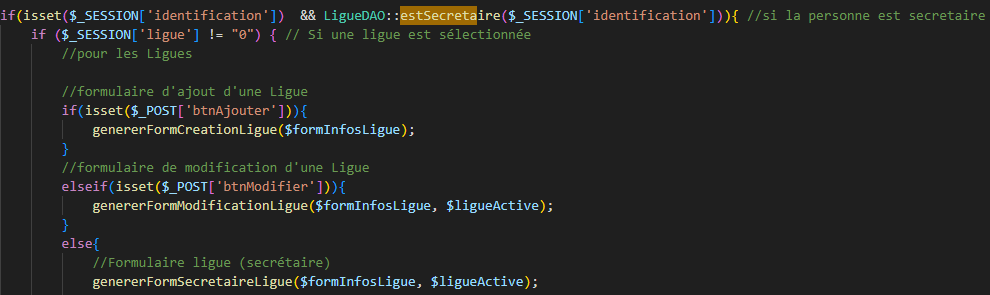 if(isset($_SESSION['identification'])  && LigueDAO::estSecretaire($_SESSION['identification'])){ //si la personne est secretaire
    if ($_SESSION['ligue'] != "0") { // Si une ligue est sélectionnée
        //pour les Ligues

        //formulaire d'ajout d'une Ligue
        if(isset($_POST['btnAjouter'])){
            genererFormCreationLigue($formInfosLigue);
        }
        //formulaire de modification d'une Ligue
        elseif(isset($_POST['btnModifier'])){
            genererFormModificationLigue($formInfosLigue, $ligueActive);
        }
        else{
            //Formulaire ligue (secrétaire)
            genererFormSecretaireLigue($formInfosLigue, $ligueActive);